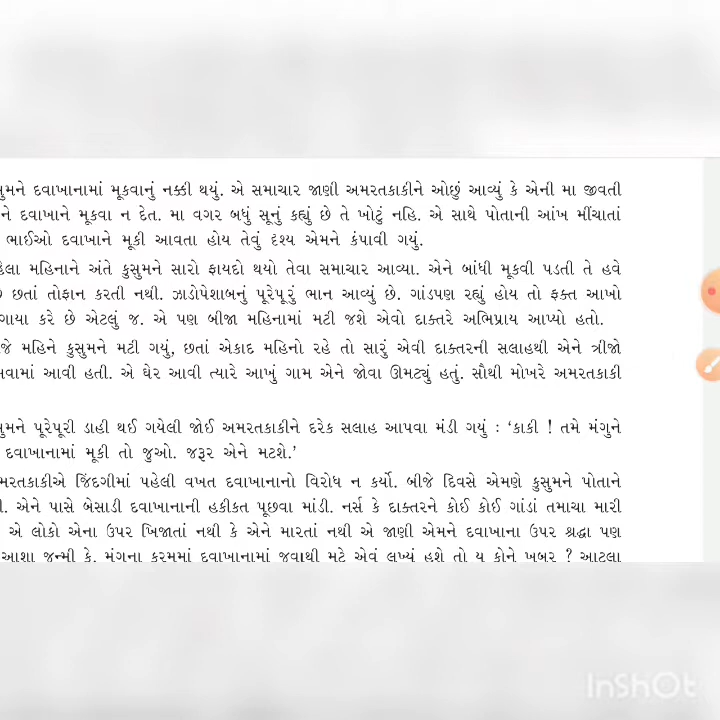 દવાખાનામાં મૂકવાનું નક્કી થયું. એ સમાચાર જાણી અમરતકાકીને ઓછું આવ્યું કે એની મા જીવતી
ને દવાખાને મૂકવા ન દેત. મા વગર બધું સૂનું કહ્યું છે તે ખોટું નહિ. એ સાથે પોતાની આંખ મીંચાતાં
ભાઈઓ દવાખાને મૂકી આવતા હોય તેવું દૃશ્ય એમને કંપાવી ગયું.
મહિનાને અંતે કુસુમને સારો ફાયદો થયો તેવા સમાચાર આવ્યા. એને બાંધી મૂકવી પડતી તે હવે
છતાં તોફાન કરતી નથી. ઝાડોપેશાબનું પૂરેપૂરું ભાન આવ્યું છે. ગાંડપણ રહ્યું હોય તો ફક્ત આખો
ગાયા કરે છે એટલું જ. એ પણ બીજા મહિનામાં મટી જશે એવો દાક્તરે અભિપ્રાય આપ્યો હતો.
મહિને કુસુમને મટી ગયું, છતાં એકાદ મહિનો રહે તો સારું એવી દાક્તરની સલાહથી એને ત્રીજો
આવી હતી. એ ઘેર આવી ત્યારે આખું ગામ એને જોવા ઊમટ્યું હતું. સૌથી મોખરે અમરતકાકી
પૂરેપૂરી ડાહી થઈ ગયેલી જોઈ અમરતકાકીને દરેક સલાહ આપવા મંડી ગયું : ‘કાકી ! તમે મંગુને
દવાખાનામાં મૂકી તો જુઓ. જરૂર એને મટશે.’
જિંદગીમાં પહેલી વખત દવાખાનાનો વિરોધ ન કર્યો. બીજે દિવસે એમણે કુસુમને પોતાને
એને પાસે બેસાડી દવાખાનાની હકીકત પૂછવા માંડી. નર્સ કે દાક્તરને કોઈ કોઈ ગાંડાં તમાચા મારી
એ લોકો એના ઉપર ખિજાતાં નથી કે એને મારતાં નથી એ જાણી એમને દવાખાના ઉપર શ્રદ્ધા પણ
આશા જન્મી કે, મંગુના કરમમાં દવાખાનામાં જવાથી મટે એવું લખ્યું હશે તો ય કોને ખબર ? આટલા
InShOt